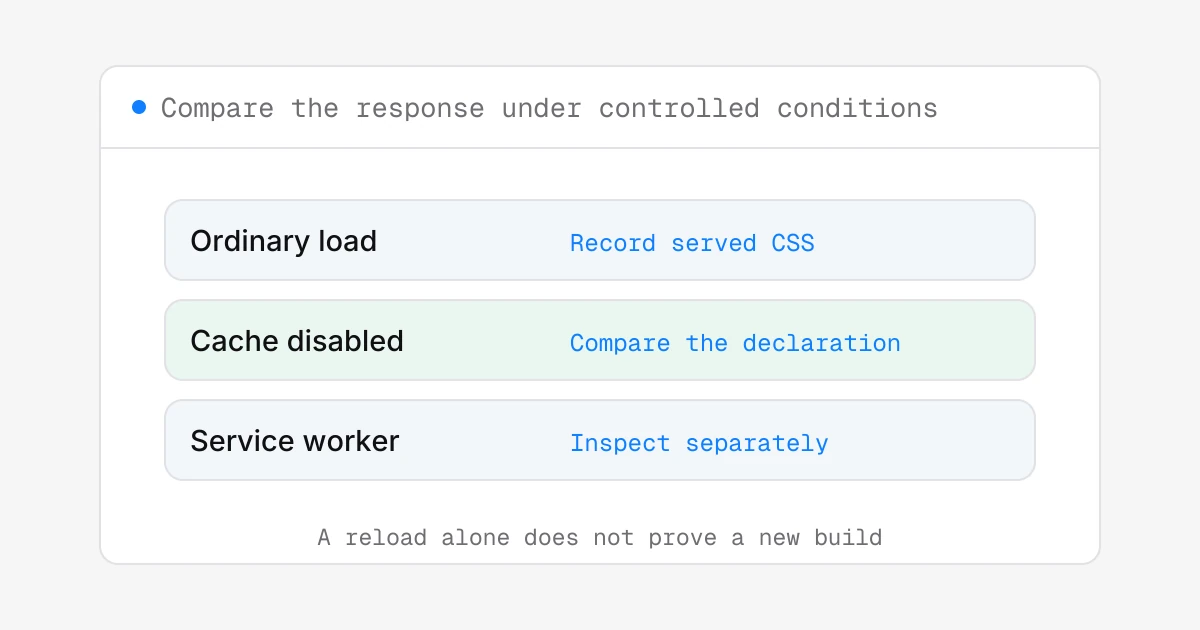 Compare the response under controlled conditions
Ordinary load
Record served CSS
Cache disabled
Compare the declaration
Service worker
Inspect separately
A reload alone does not prove a new build